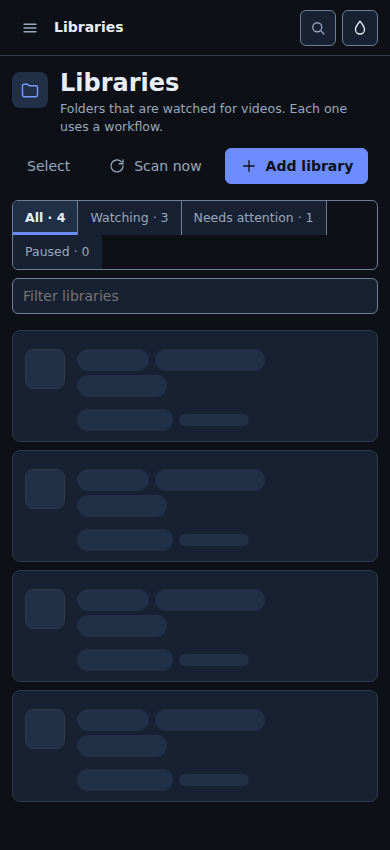 Libraries
Libraries
Folders that are watched for videos. Each one
uses a workflow.
Select
Scan now
Add library
All · 4
Watching · 3
Needs attention · 1
Paused · 0
Filter libraries